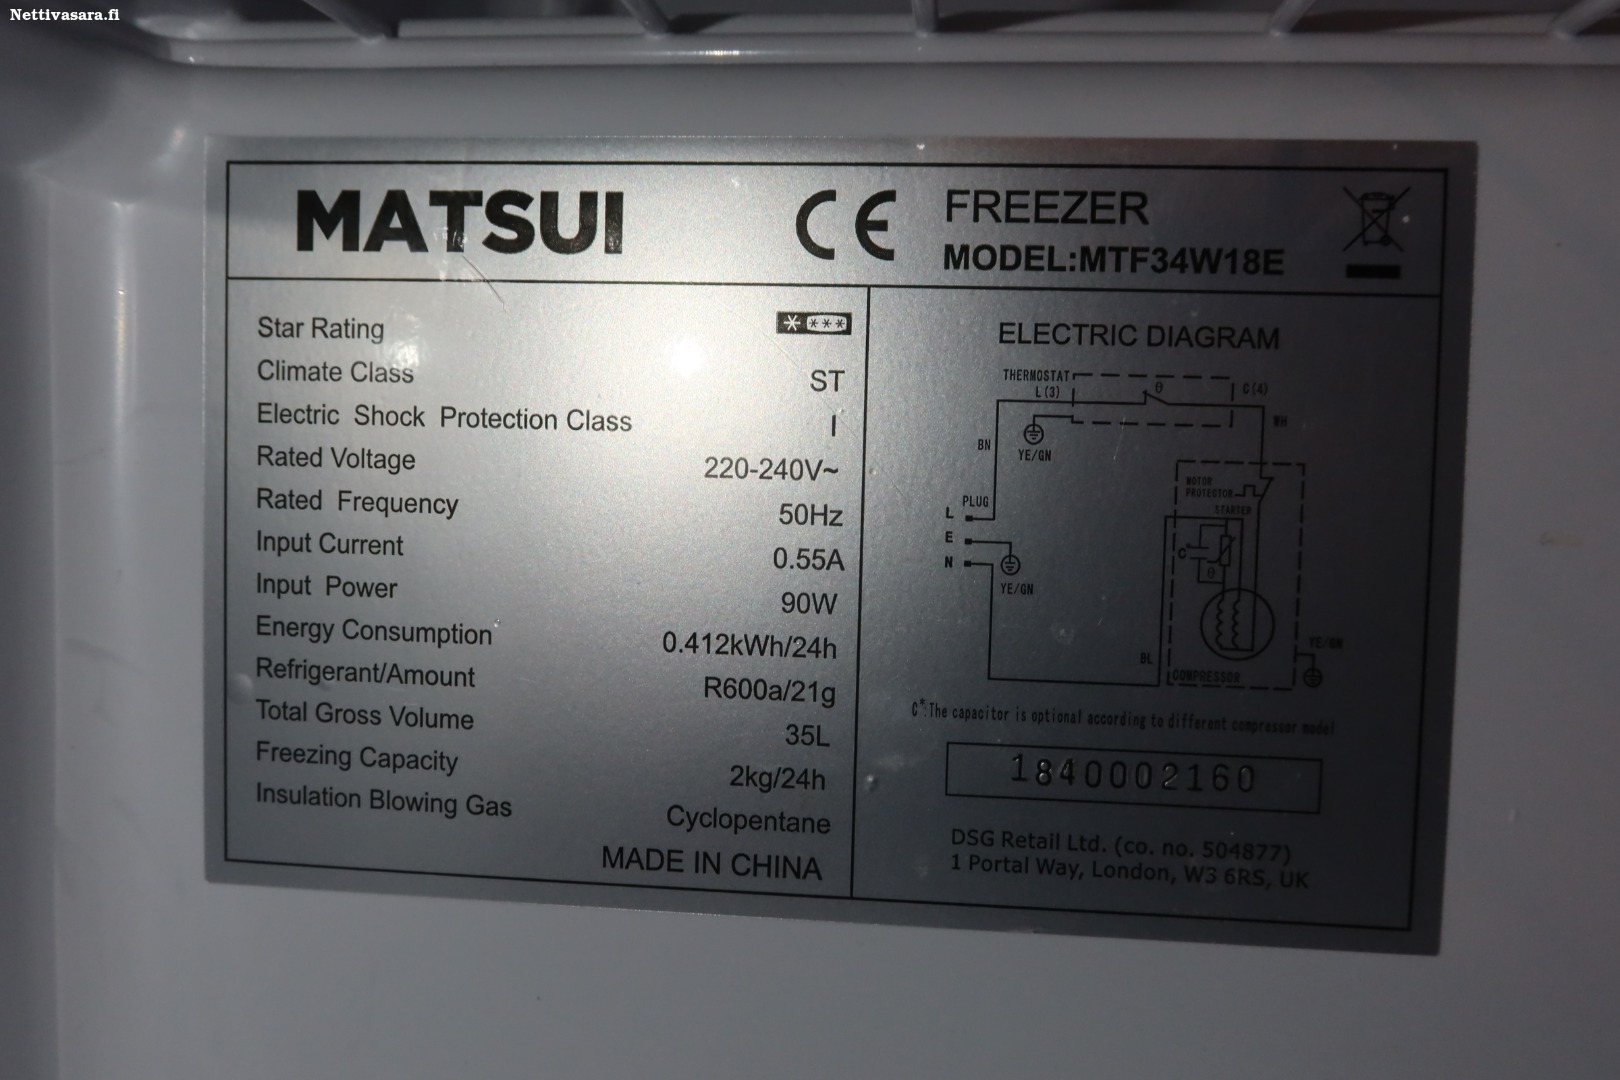 Nettivasara.fi
MATSUI
CE
FREEZER
MODEL:MTF34W18E
Star Rating
Climate Class ST
Electric Shock Protection Class I
Rated Voltage 220-240V~
Rated Frequency 50Hz
Input Current 0.55A
Input Power 90W
Energy Consumption 0.412kWh/24h
Refrigerant/Amount R600a/21g
Total Gross Volume 35L
Freezing Capacity 2kg/24h
Insulation Blowing Gas Cyclopentane
MADE IN CHINA
ELECTRIC DIAGRAM
THERMOSTAT
L(3) θ C(4)
WH
BN
YE/GN
MOTOR
PROTECTOR
STARTER
PLUG
L
E
N
C*
θ
YE/GN
YE/GN
BL
COMPRESSOR
C*:The capacitor is optional according to different compressor model
1840002160
DSG Retail Ltd. (co. no. 504877)
1 Portal Way, London, W3 6RS, UK